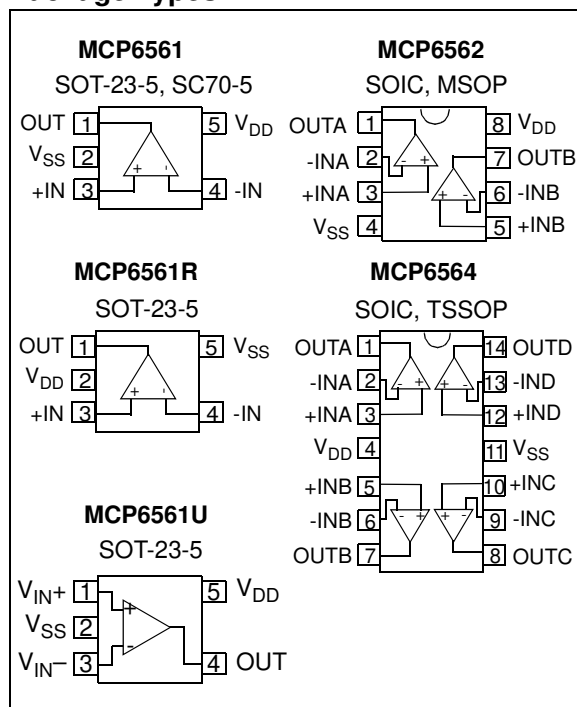 MCP6561
SOT-23-5, SC70-5
OUT 1
5 VDD
VSS 2
+IN 3
4 -IN
+ -
MCP6562
SOIC, MSOP
OUTA 1
8 VDD
-INA 2
7 OUTB
+INA 3
6 -INB
VSS 4
5 +INB
- +
+ -
MCP6561R
SOT-23-5
OUT 1
5 VSS
VDD 2
+IN 3
4 -IN
+ -
MCP6564
SOIC, TSSOP
OUTA 1
14 OUTD
-INA 2
13 -IND
+INA 3
12 +IND
VDD 4
11 VSS
+INB 5
10 +INC
-INB 6
9 -INC
OUTB 7
8 OUTC
- + + -
- + + -
MCP6561U
SOT-23-5
VIN+ 1
5 VDD
VSS 2
VIN– 3
4 OUT
+
-